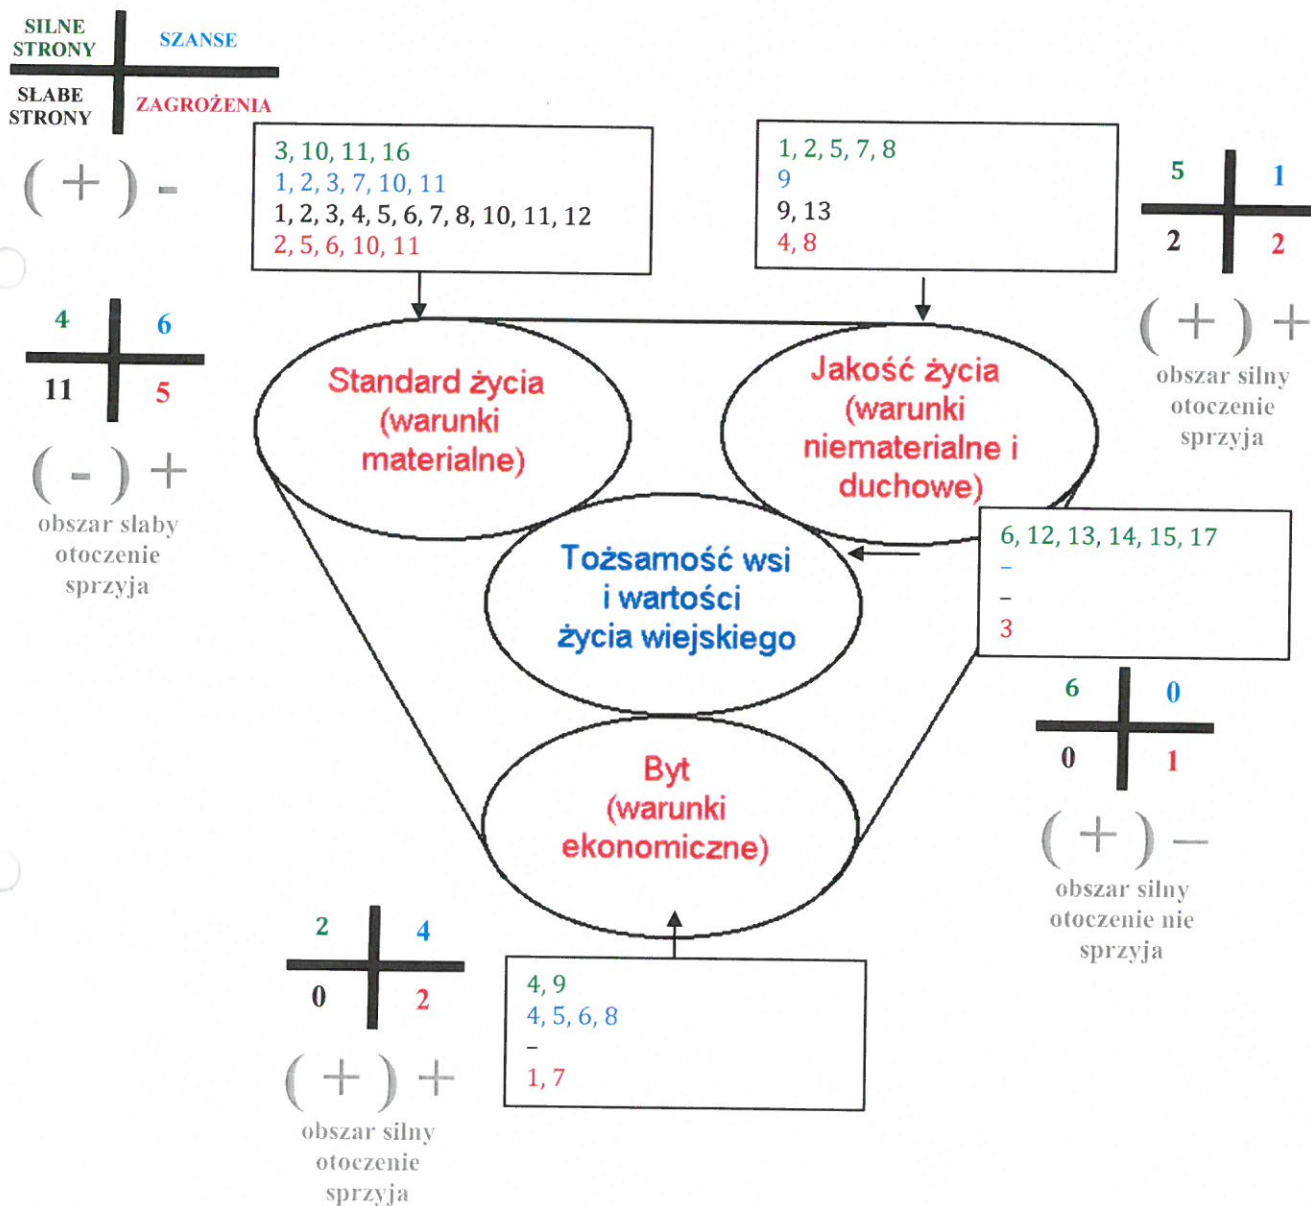 SILNE
STRONY
SZANSE
SŁABE
STRONY
ZAGROŻENIA
( + ) -
3, 10, 11, 16
1, 2, 3, 7, 10, 11
1, 2, 3, 4, 5, 6, 7, 8, 10, 11, 12
2, 5, 6, 10, 11
1, 2, 5, 7, 8
9
9, 13
4, 8
5 1
2 2
( + ) +
obszar silny
otoczenie
sprzyja
4 6
11 5
( - ) +
obszar słaby
otoczenie
sprzyja
Standard życia
(warunki
materialne)
Jakość życia
(warunki
niematerialne i
duchowe)
Tożsamość wsi
i wartości
życia wiejskiego
6, 12, 13, 14, 15, 17
–
–
3
6 0
0 1
( + ) –
obszar silny
otoczenie nie
sprzyja
Byt
(warunki
ekonomiczne)
2 4
0 2
( + ) +
obszar silny
otoczenie
sprzyja
4, 9
4, 5, 6, 8
–
1, 7